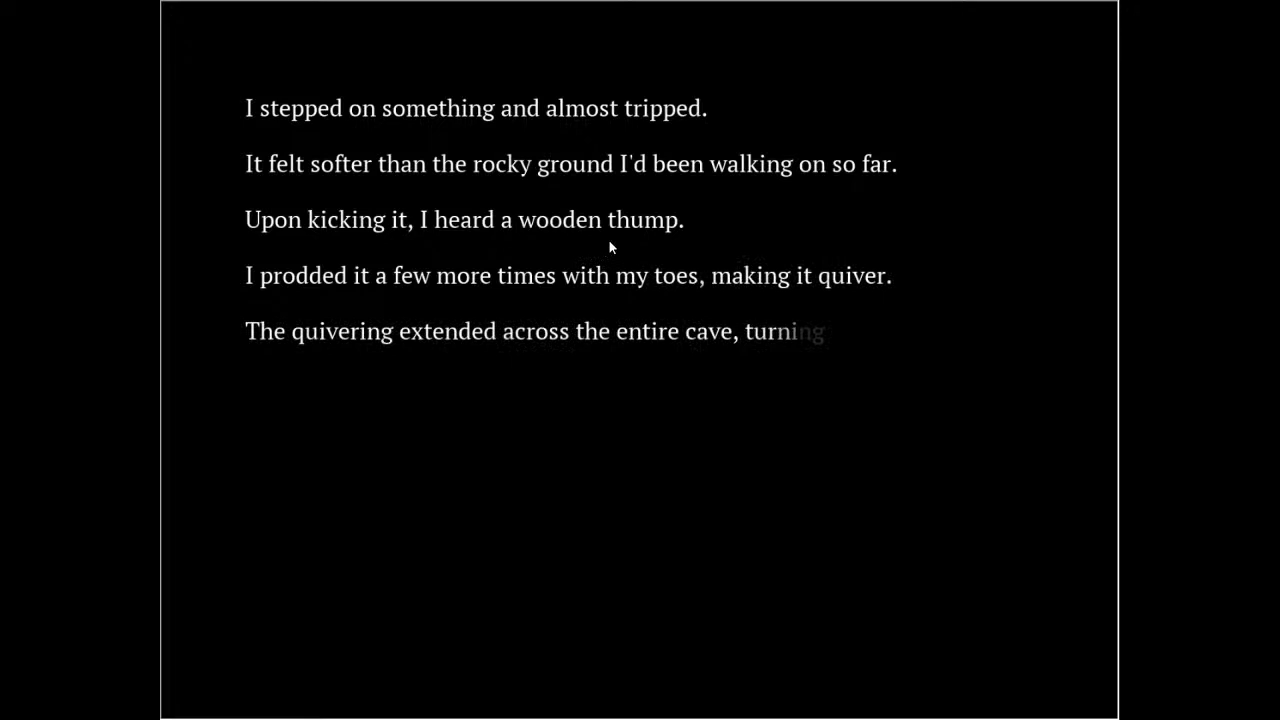 I stepped on something and almost tripped.
It felt softer than the rocky ground I'd been walking on so far.
Upon kicking it, I heard a wooden thump.
I prodded it a few more times with my toes, making it quiver.
The quivering extended across the entire cave, turning